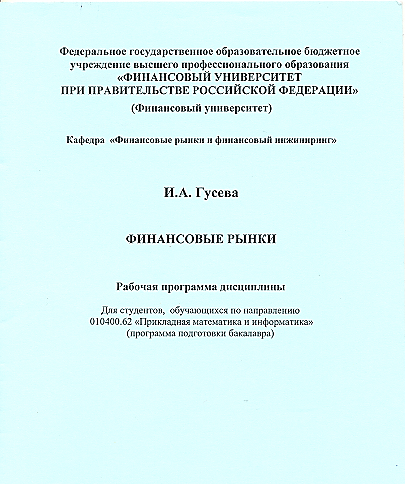 Федеральное государственное образовательное бюджетное
учреждение высшего профессионального образования
«ФИНАНСОВЫЙ УНИВЕРСИТЕТ
ПРИ ПРАВИТЕЛЬСТВЕ РОССИЙСКОЙ ФЕДЕРАЦИИ»
(Финансовый университет)
Кафедра «Финансовые рынки и финансовый инжиниринг»
И.А. Гусева
ФИНАНСОВЫЕ РЫНКИ
Рабочая программа дисциплины
Для студентов, обучающихся по направлению
010400.62 «Прикладная математика и информатика»
(программа подготовки бакалавра)